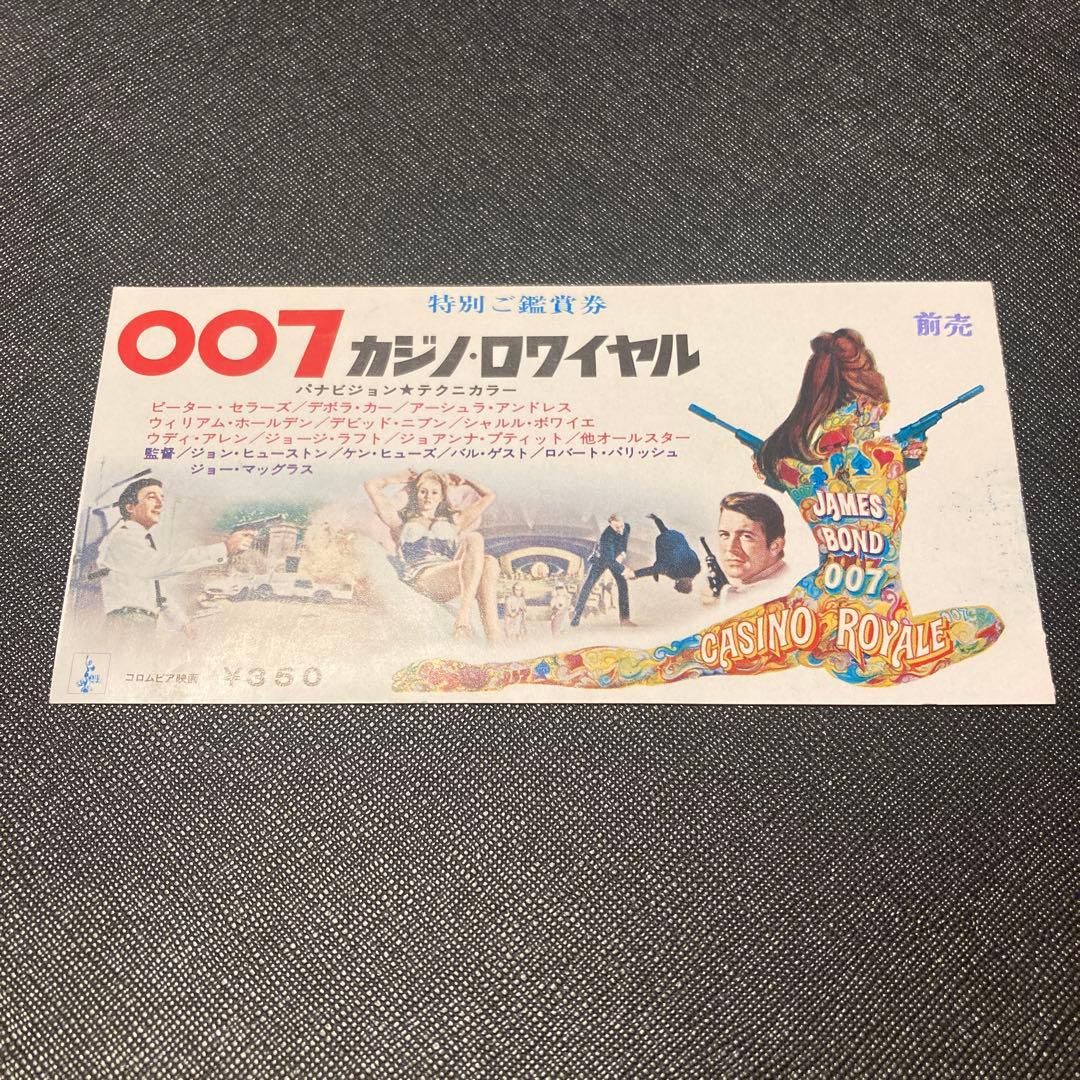 特別ご鑑賞券
前売
007 カジノ・ロワイヤル
パナビジョン★テクニカラー
ピーター・セラーズ/デボラ・カー/アーシュラ・アンドレス
ウィリアム・ホールデン/デビッド・ニブン/シャルル・ボワイエ
ウディ・アレン/ジョージ・ラフト/ジョアンナ・プティット/他オールスター
監督/ジョン・ヒューストン/ケン・ヒューズ/バル・ゲスト/ロバート・パリッシュ
ジョー・マッグラス
JAMES
BOND
007
CASINO ROYALE
007
007
コロムビア映画
¥350